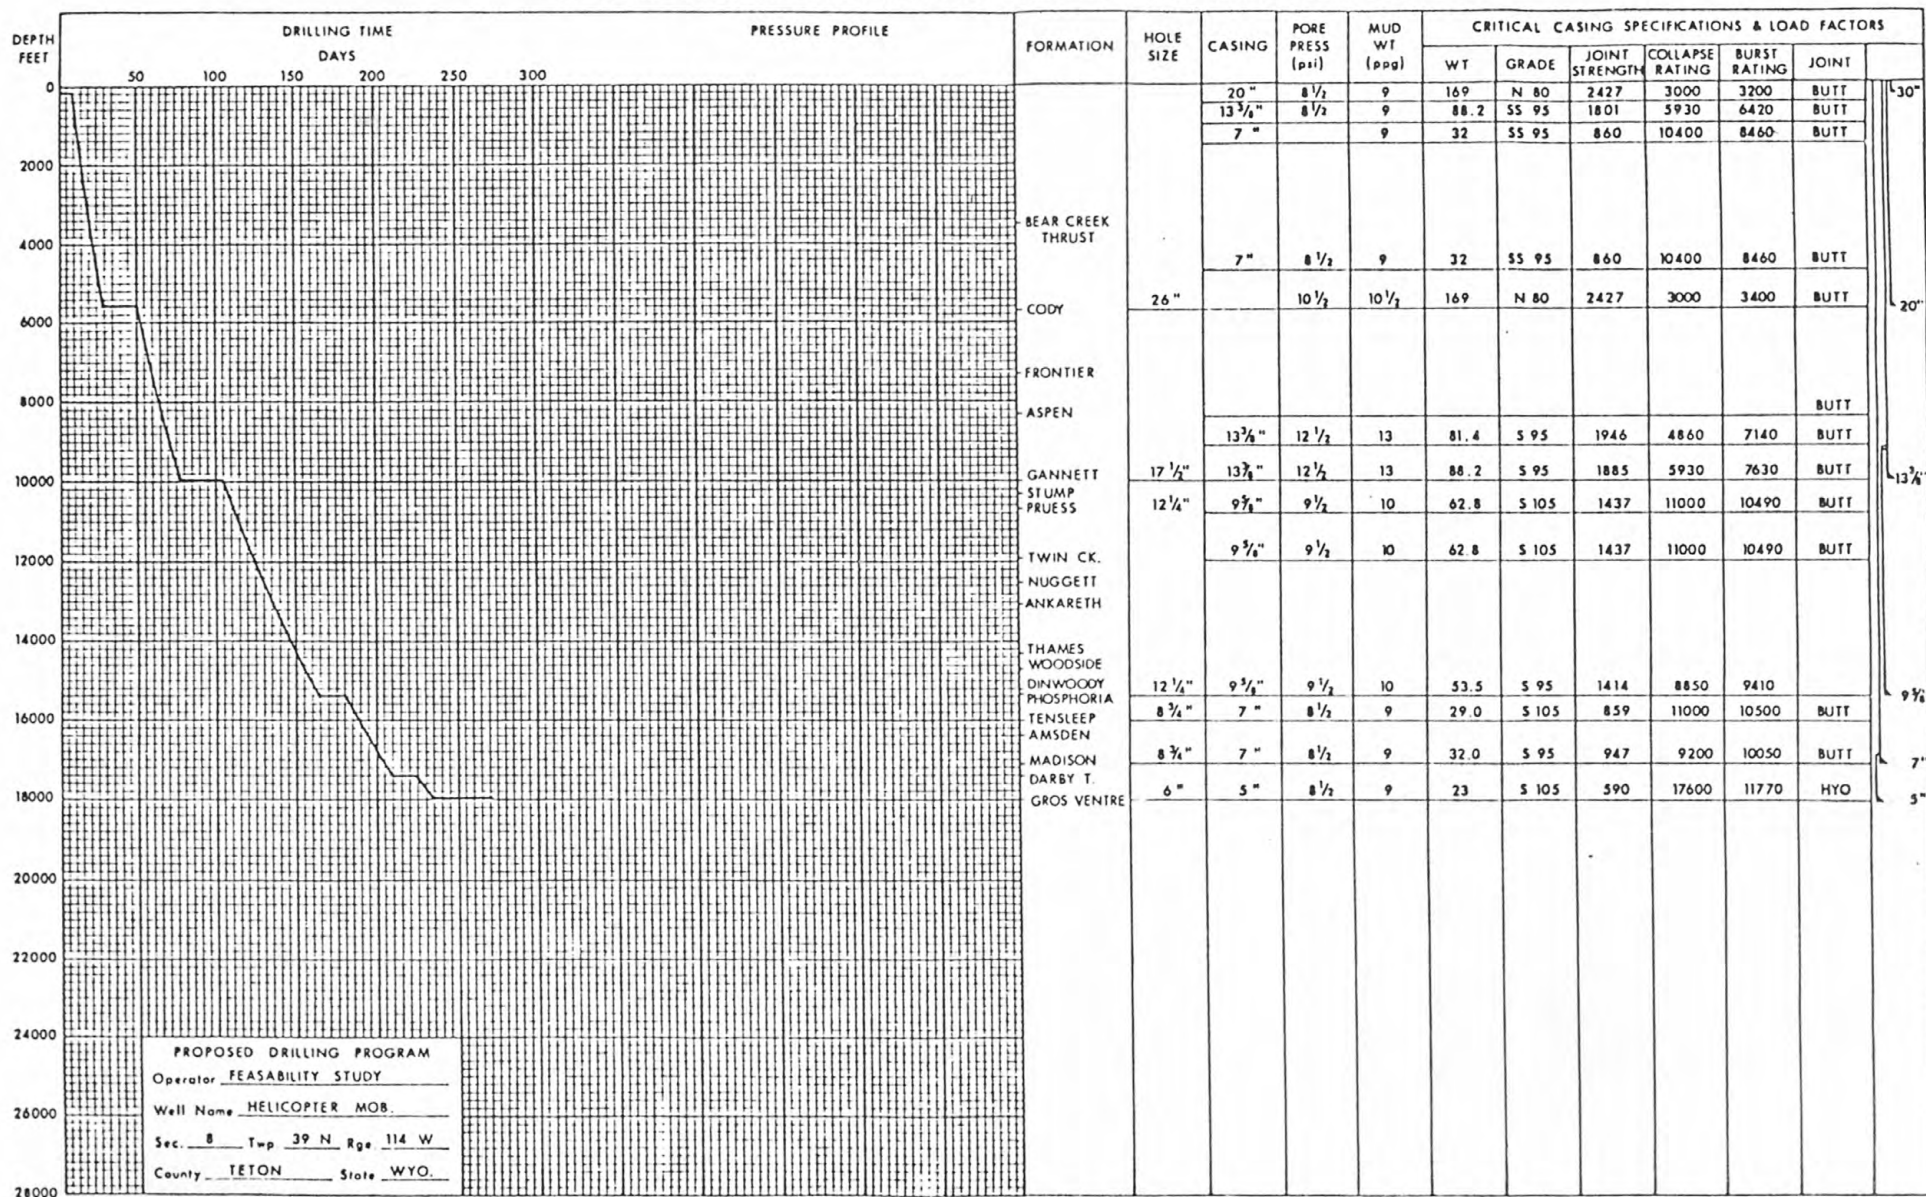 DRILLING TIME
DAYS
50 100 150 200 250 300
PRESSURE PROFILE
DEPTH FEET
0
2000
4000
6000
8000
10000
12000
14000
16000
18000
20000
22000
24000
26000
28000
FORMATION HOLE SIZE CASING PORE PRESS (psi) MUD WT (ppg) CRITICAL CASING SPECIFICATIONS & LOAD FACTORS
WT GRADE JOINT STRENGTH COLLAPSE RATING BURST RATING JOINT
20" 8 1/2 9 169 N 80 2427 3000 3200 BUTT 30"
13 3/8" 8 1/2 9 88.2 SS 95 1801 5930 6420 BUTT
7" 9 32 SS 95 860 10400 8460 BUTT
BEAR CREEK
THRUST
7" 8 1/2 9 32 SS 95 860 10400 8460 BUTT
CODY 26" 10 1/2 10 1/2 169 N 80 2427 3000 3400 BUTT 20"
FRONTIER
ASPEN BUTT
13 3/8" 12 1/2 13 81.4 S 95 1946 4860 7140 BUTT
GANNETT 17 1/2" 13 3/8" 12 1/2 13 88.2 S 95 1885 5930 7630 BUTT 13 3/8"
STUMP
PRUESS 12 1/4" 9 5/8" 9 1/2 10 62.8 S 105 1437 11000 10490 BUTT
TWIN CK. 9 5/8" 9 1/2 10 62.8 S 105 1437 11000 10490 BUTT
NUGGETT
ANKARETH
THAMES
WOODSIDE
DINWOODY 12 1/4" 9 5/8" 9 1/2 10 53.5 S 95 1414 8850 9410 9 5/8
PHOSPHORIA
TENSLEEP 8 3/4" 7" 8 1/2 9 29.0 S 105 859 11000 10500 BUTT
AMSDEN
MADISON 8 3/4" 7" 8 1/2 9 32.0 S 95 947 9200 10050 BUTT 7"
DARBY T.
GROS VENTRE 6" 5" 8 1/2 9 23 S 105 590 17600 11770 HYO 5"
PROPOSED DRILLING PROGRAM
Operator FEASABILITY STUDY
Well Name HELICOPTER MOB.
Sec. 8 Twp 39 N Rge 114 W
County TETON State WYO.